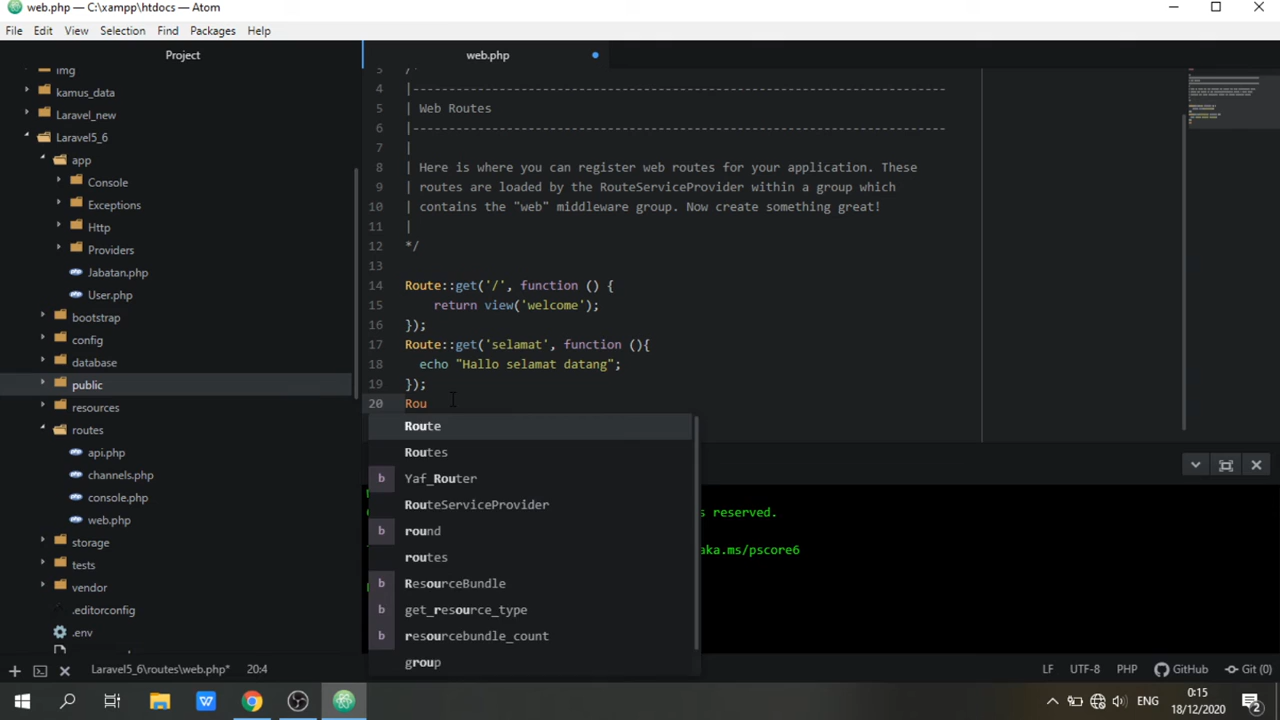 web.php — C:\xampp\htdocs — Atom
File Edit View Selection Find Packages Help
Project
web.php
img
kamus_data
Laravel_new
Laravel5_6
app
Console
Exceptions
Http
Providers
Jabatan.php
User.php
bootstrap
config
database
public
resources
routes
api.php
channels.php
console.php
web.php
storage
tests
vendor
.editorconfig
.env
3 /*
4 |--------------------------------------------------------------------------
5 | Web Routes
6 |--------------------------------------------------------------------------
7 |
8 | Here is where you can register web routes for your application. These
9 | routes are loaded by the RouteServiceProvider within a group which
10 | contains the "web" middleware group. Now create something great!
11 |
12 */
13
14 Route::get('/', function () {
15 return view('welcome');
16 });
17 Route::get('selamat', function (){
18 echo "Hallo selamat datang";
19 });
20 Rou
Route
Routes
b Yaf_Router
RouteServiceProvider
b round
routes
b ResourceBundle
b get_resource_type
b resourcebundle_count
group
s reserved.
aka.ms/pscore6
Laravel5_6\routes\web.php* 20:4
LF UTF-8 PHP GitHub Git (0)
ENG
0:15
18/12/2020
2